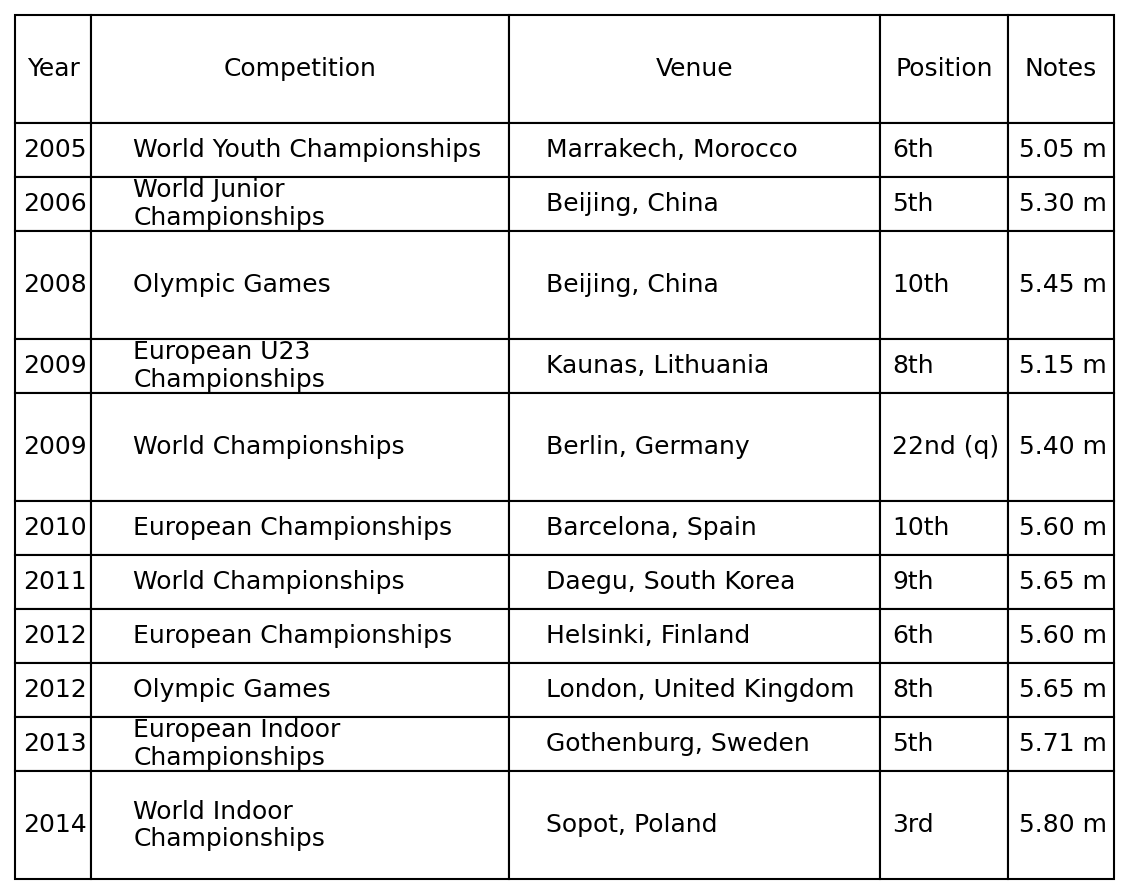 Year Competition Venue Position Notes
2005 World Youth Championships Marrakech, Morocco 6th 5.05 m
2006 World Junior Championships Beijing, China 5th 5.30 m
2008 Olympic Games Beijing, China 10th 5.45 m
2009 European U23 Championships Kaunas, Lithuania 8th 5.15 m
2009 World Championships Berlin, Germany 22nd (q) 5.40 m
2010 European Championships Barcelona, Spain 10th 5.60 m
2011 World Championships Daegu, South Korea 9th 5.65 m
2012 European Championships Helsinki, Finland 6th 5.60 m
2012 Olympic Games London, United Kingdom 8th 5.65 m
2013 European Indoor Championships Gothenburg, Sweden 5th 5.71 m
2014 World Indoor Championships Sopot, Poland 3rd 5.80 m